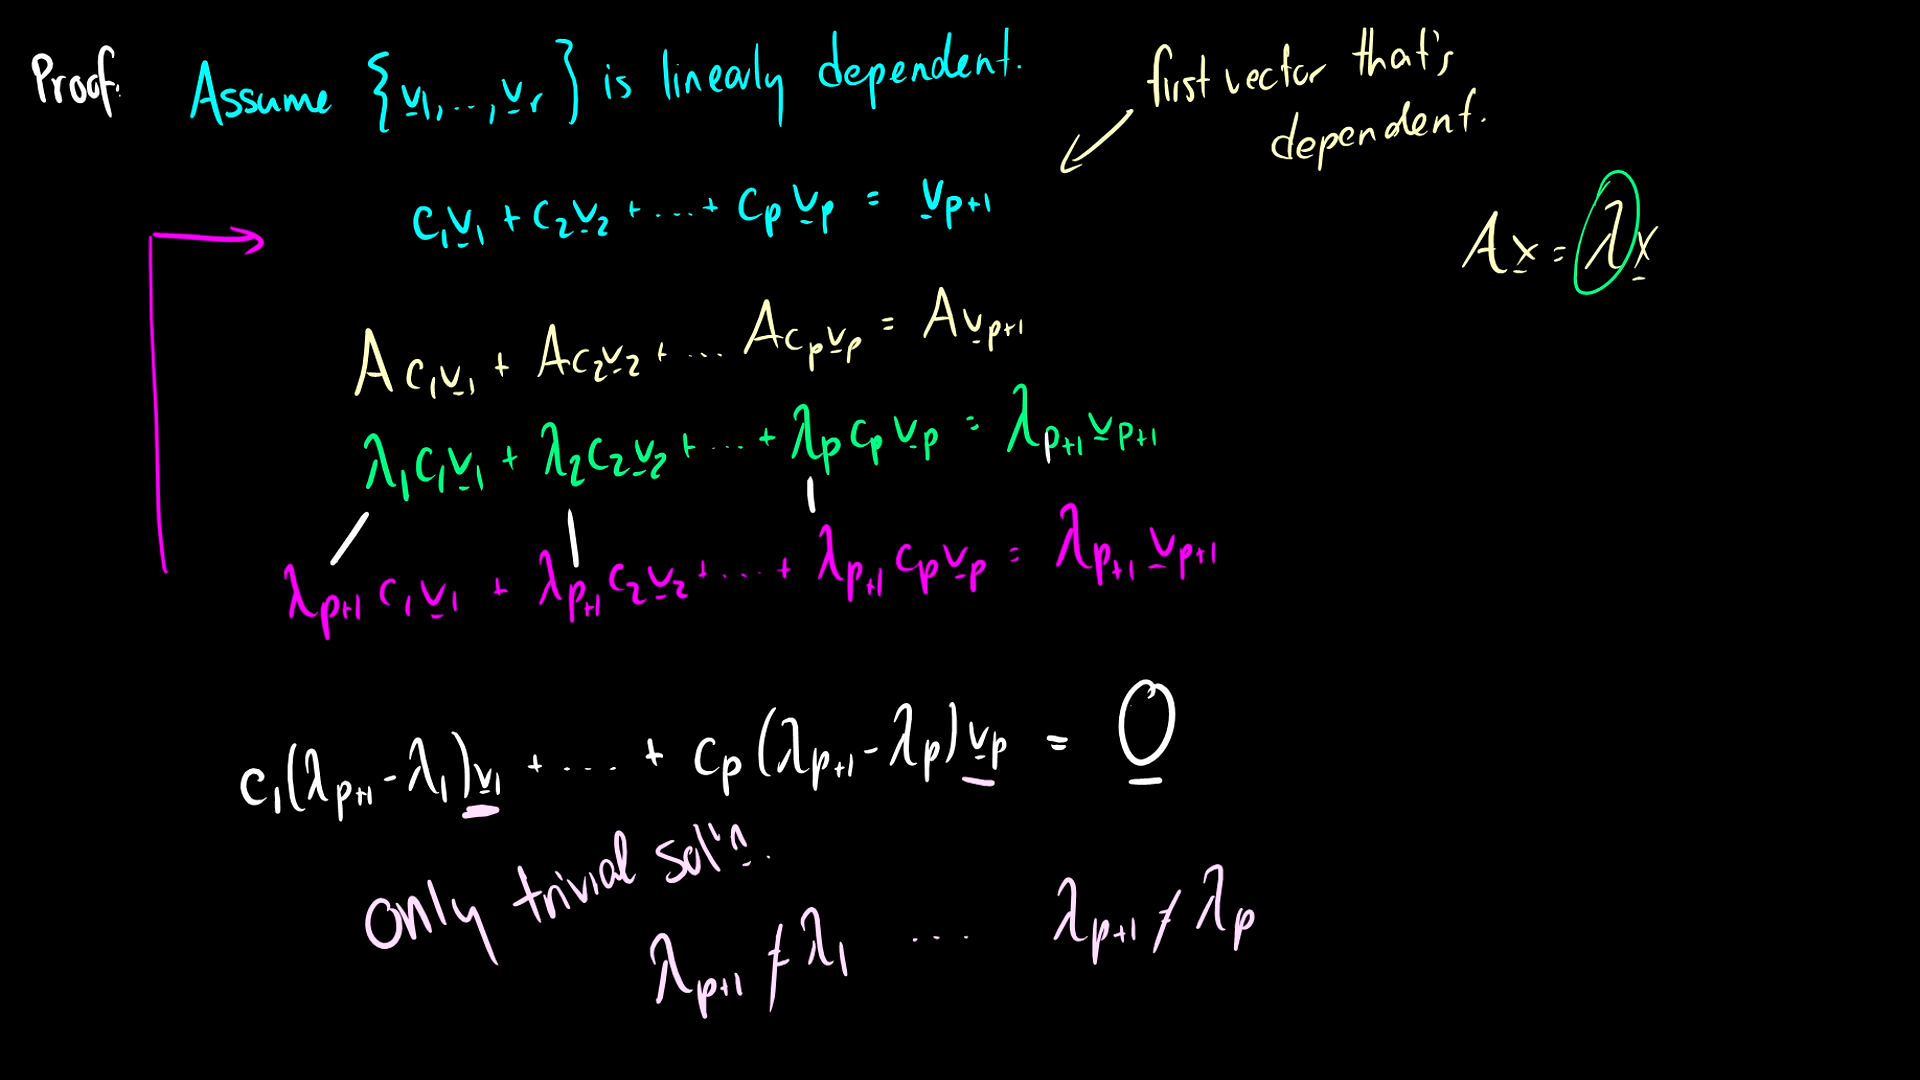 Proof: Assume {v₁, ..., vᵣ} is linearly dependent.
first vector that's
dependent.
c₁v₁ + c₂v₂ + ... + cₚvₚ = vₚ₊₁
Ax = λx
Ac₁v₁ + Ac₂v₂ + ... Acₚvₚ = Avₚ₊₁
λ₁c₁v₁ + λ₂c₂v₂ + ... + λₚcₚvₚ = λₚ₊₁vₚ₊₁
λₚ₊₁c₁v₁ + λₚ₊₁c₂v₂ + ... + λₚ₊₁cₚvₚ = λₚ₊₁vₚ₊₁
c₁(λₚ₊₁ - λ₁)v₁ + ... + cₚ(λₚ₊₁ - λₚ)vₚ = 0
only trivial sol'n.
λₚ₊₁ ≠ λ₁ ... λₚ₊₁ ≠ λₚ